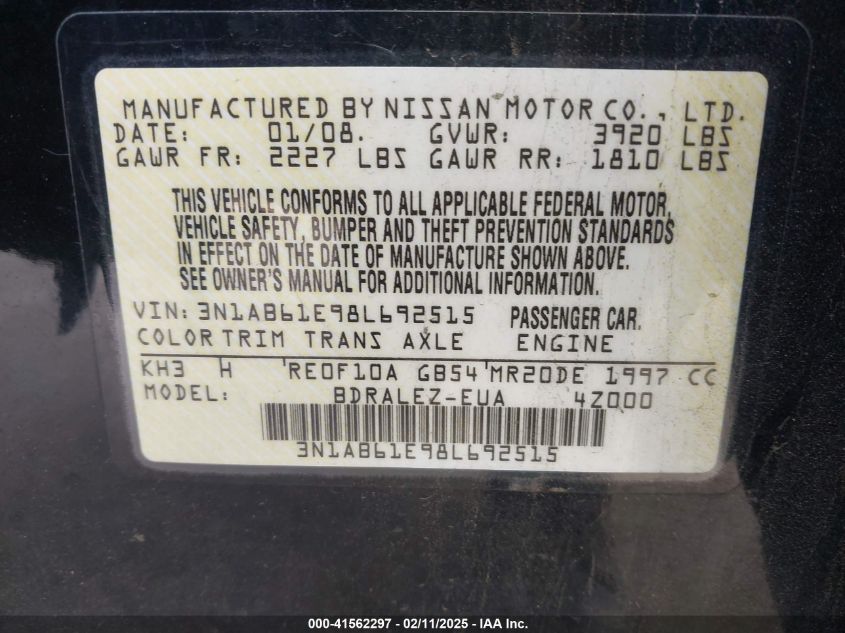 MANUFACTURED BY NISSAN MOTOR CO., LTD.
DATE: 01/08. GVWR: 3920 LBS
GAWR FR: 2227 LBS GAWR RR: 1810 LBS
THIS VEHICLE CONFORMS TO ALL APPLICABLE FEDERAL MOTOR,
VEHICLE SAFETY, BUMPER AND THEFT PREVENTION STANDARDS
IN EFFECT ON THE DATE OF MANUFACTURE SHOWN ABOVE.
SEE OWNER'S MANUAL FOR ADDITIONAL INFORMATION.
VIN: 3N1AB61E98L692515 PASSENGER CAR.
COLOR TRIM TRANS AXLE ENGINE
KH3 H RE0F10A GB54 MR20DE 1997 CC
MODEL: BDRALEZ-EUA 4Z000
3N1AB61E98L692515
000-41562297 - 02/11/2025 - IAA Inc.